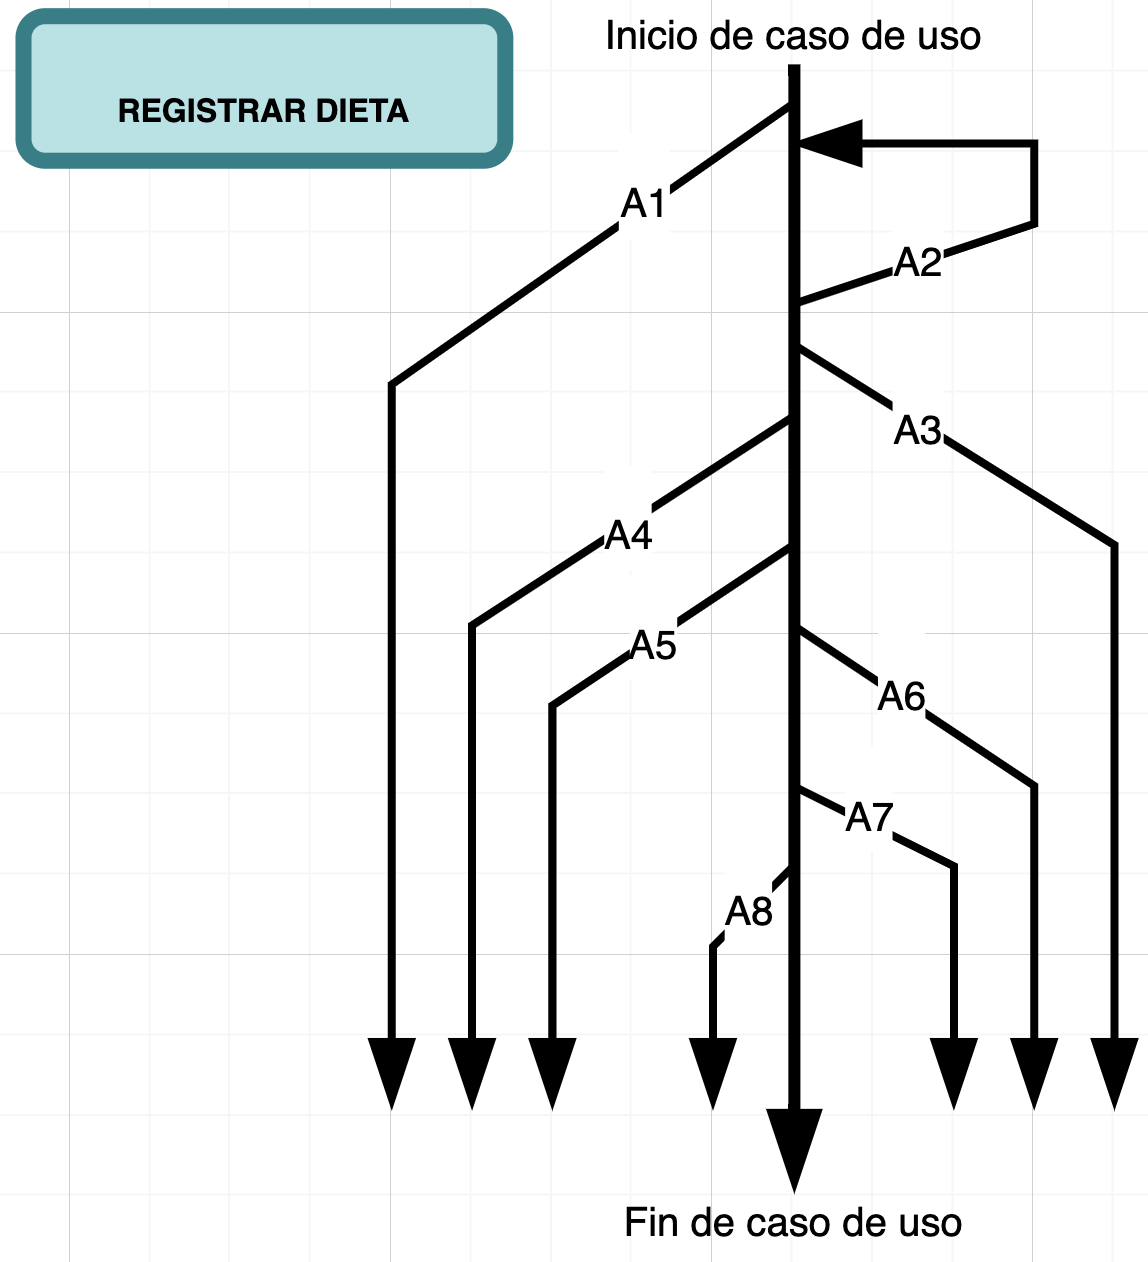 Inicio de caso de uso
REGISTRAR DIETA
A1
A2
A3
A4
A5
A6
A7
A8
Fin de caso de uso